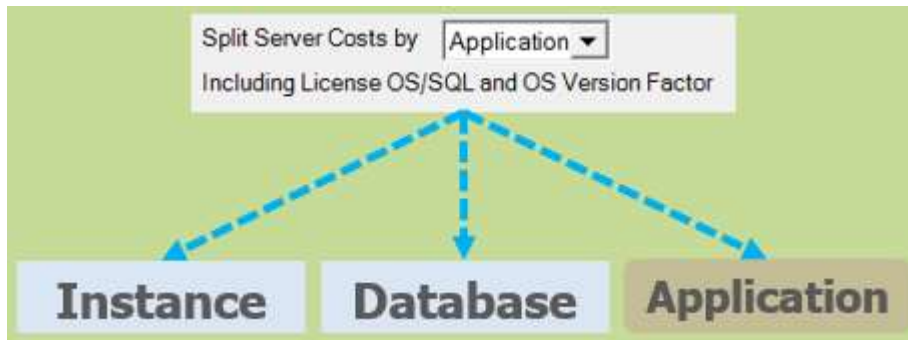 Split Server Costs by Application
Including License OS/SQL and OS Version Factor
Instance Database Application